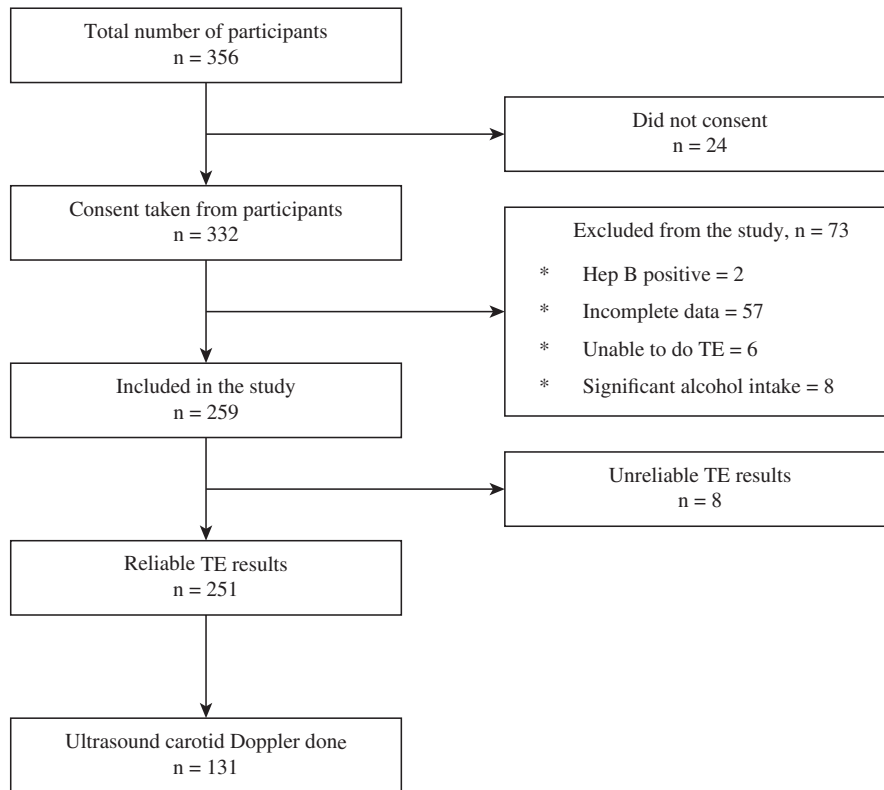 Total number of participants
n = 356
Did not consent
n = 24
Consent taken from participants
n = 332
Excluded from the study, n = 73
* Hep B positive = 2
* Incomplete data = 57
* Unable to do TE = 6
* Significant alcohol intake = 8
Included in the study
n = 259
Unreliable TE results
n = 8
Reliable TE results
n = 251
Ultrasound carotid Doppler done
n = 131